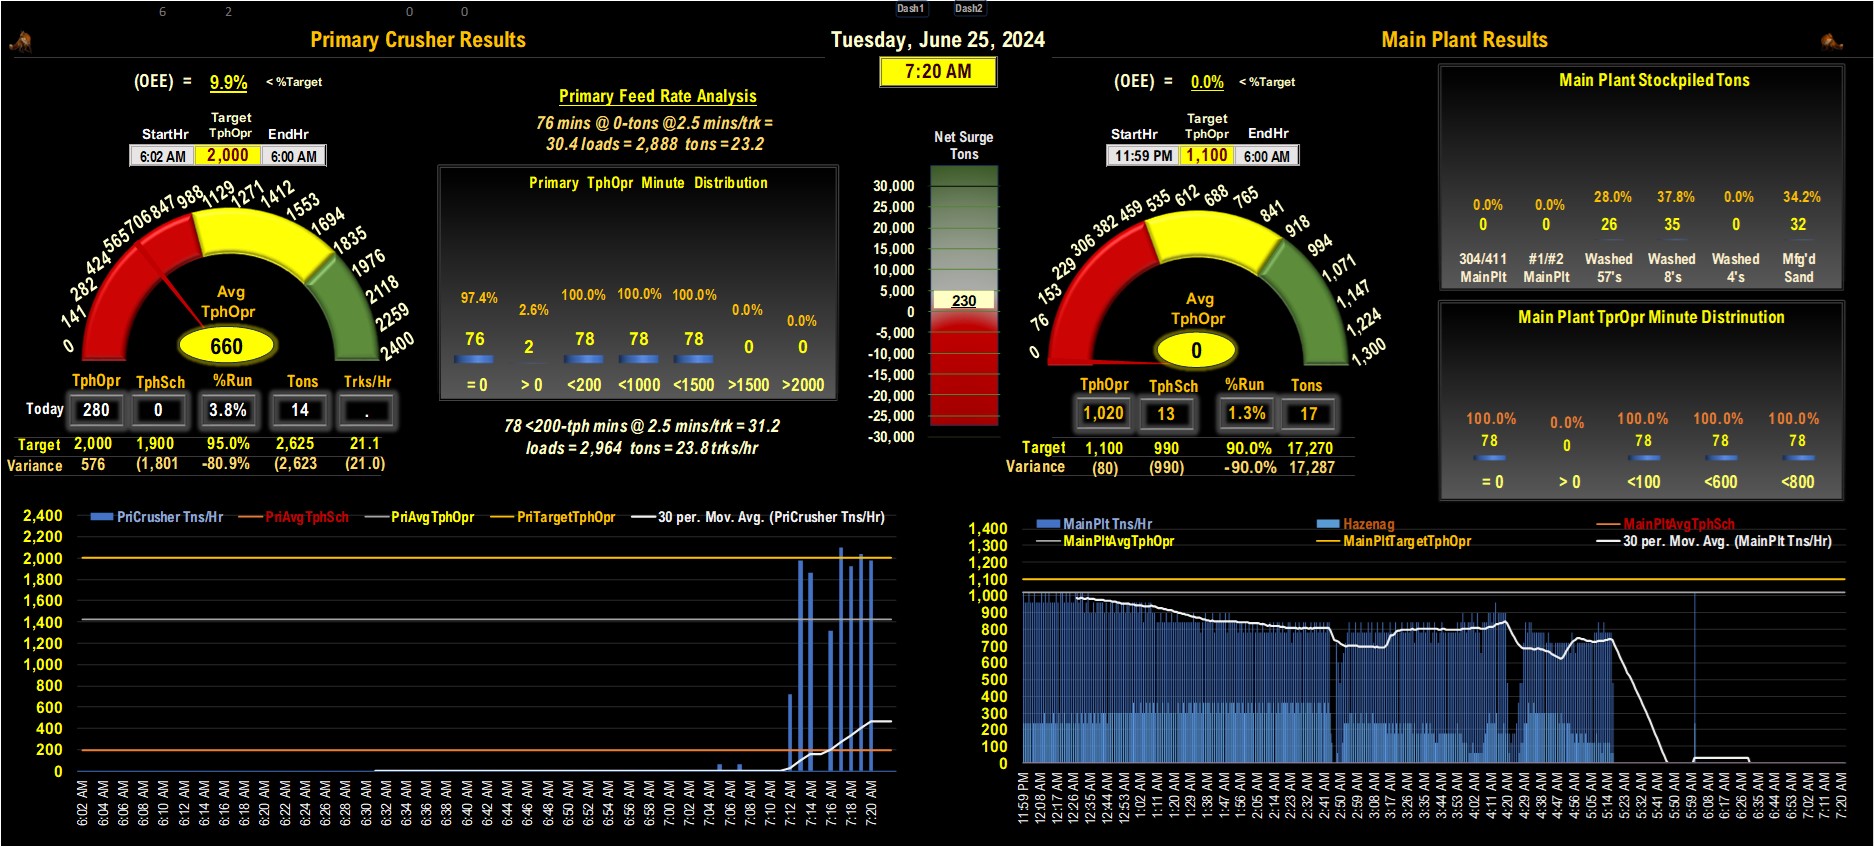 6 2 0 0 Dash1 Dash2
Primary Crusher Results
Tuesday, June 25, 2024
Main Plant Results
7:20 AM
(OEE) = 9.9% < %Target
StartHr Target TphOpr EndHr
6:02 AM 2,000 6:00 AM
0 141 282 424 565 706 847 988 1129 1271 1412 1553 1694 1835 1976 2118 2259 2400
Avg
TphOpr
660
TphOpr TphSch %Run Tons Trks/Hr
Today 280 0 3.8% 14 .
Target 2,000 1,900 95.0% 2,625 21.1
Variance 576 (1,801 -80.9% (2,623 (21.0)
Primary Feed Rate Analysis
76 mins @ 0-tons @2.5 mins/trk =
30.4 loads = 2,888 tons = 23.2
Primary TphOpr Minute Distribution
97.4% 2.6% 100.0% 100.0% 100.0% 0.0% 0.0%
76 2 78 78 78 0 0
= 0 > 0 <200 <1000 <1500 >1500 >2000
78 <200-tph mins @ 2.5 mins/trk = 31.2
loads = 2,964 tons = 23.8 trks/hr
Net Surge
Tons
30,000
25,000
20,000
15,000
10,000
5,000
230
0
-5,000
-10,000
-15,000
-20,000
-25,000
-30,000
(OEE) = 0.0% < %Target
StartHr Target TphOpr EndHr
11:59 PM 1,100 6:00 AM
0 76 153 229 306 382 459 535 612 688 765 841 918 994 1,071 1,147 1,224 1,300
Avg
TphOpr
0
TphOpr TphSch %Run Tons
1,020 13 1.3% 17
Target 1,100 990 90.0% 17,270
Variance (80) (990) -90.0% 17,287
Main Plant Stockpiled Tons
0.0% 0.0% 28.0% 37.8% 0.0% 34.2%
0 0 26 35 0 32
304/411 #1/#2 Washed Washed Washed Mfg'd
MainPlt MainPlt 57's 8's 4's Sand
Main Plant TprOpr Minute Distrinution
100.0% 0.0% 100.0% 100.0% 100.0%
78 0 78 78 78
= 0 > 0 <100 <600 <800
PriCrusher Tns/Hr PriAvgTphSch PriAvgTphOpr PriTargetTphOpr 30 per. Mov. Avg. (PriCrusher Tns/Hr)
2,400
2,200
2,000
1,800
1,600
1,400
1,200
1,000
800
600
400
200
0
6:02 AM 6:04 AM 6:06 AM 6:08 AM 6:10 AM 6:12 AM 6:14 AM 6:16 AM 6:18 AM 6:20 AM 6:22 AM 6:24 AM 6:26 AM 6:28 AM 6:30 AM 6:32 AM 6:34 AM 6:36 AM 6:38 AM 6:40 AM 6:42 AM 6:44 AM 6:46 AM 6:48 AM 6:50 AM 6:52 AM 6:54 AM 6:56 AM 6:58 AM 7:00 AM 7:02 AM 7:04 AM 7:06 AM 7:08 AM 7:10 AM 7:12 AM 7:14 AM 7:16 AM 7:18 AM 7:20 AM
MainPlt Tns/Hr Hazenag MainPltAvgTphSch
MainPltAvgTphOpr MainPltTargetTphOpr 30 per. Mov. Avg. (MainPlt Tns/Hr)
1,400
1,300
1,200
1,100
1,000
900
800
700
600
500
400
300
200
100
0
11:59 PM 12:08 AM 12:17 AM 12:26 AM 12:35 AM 12:44 AM 12:53 AM 1:02 AM 1:11 AM 1:20 AM 1:29 AM 1:38 AM 1:47 AM 1:56 AM 2:05 AM 2:14 AM 2:23 AM 2:32 AM 2:41 AM 2:50 AM 2:59 AM 3:08 AM 3:17 AM 3:26 AM 3:35 AM 3:44 AM 3:53 AM 4:02 AM 4:11 AM 4:20 AM 4:29 AM 4:38 AM 4:47 AM 4:56 AM 5:05 AM 5:14 AM 5:23 AM 5:32 AM 5:41 AM 5:50 AM 5:59 AM 6:08 AM 6:17 AM 6:26 AM 6:35 AM 6:44 AM 6:53 AM 7:02 AM 7:11 AM 7:20 AM